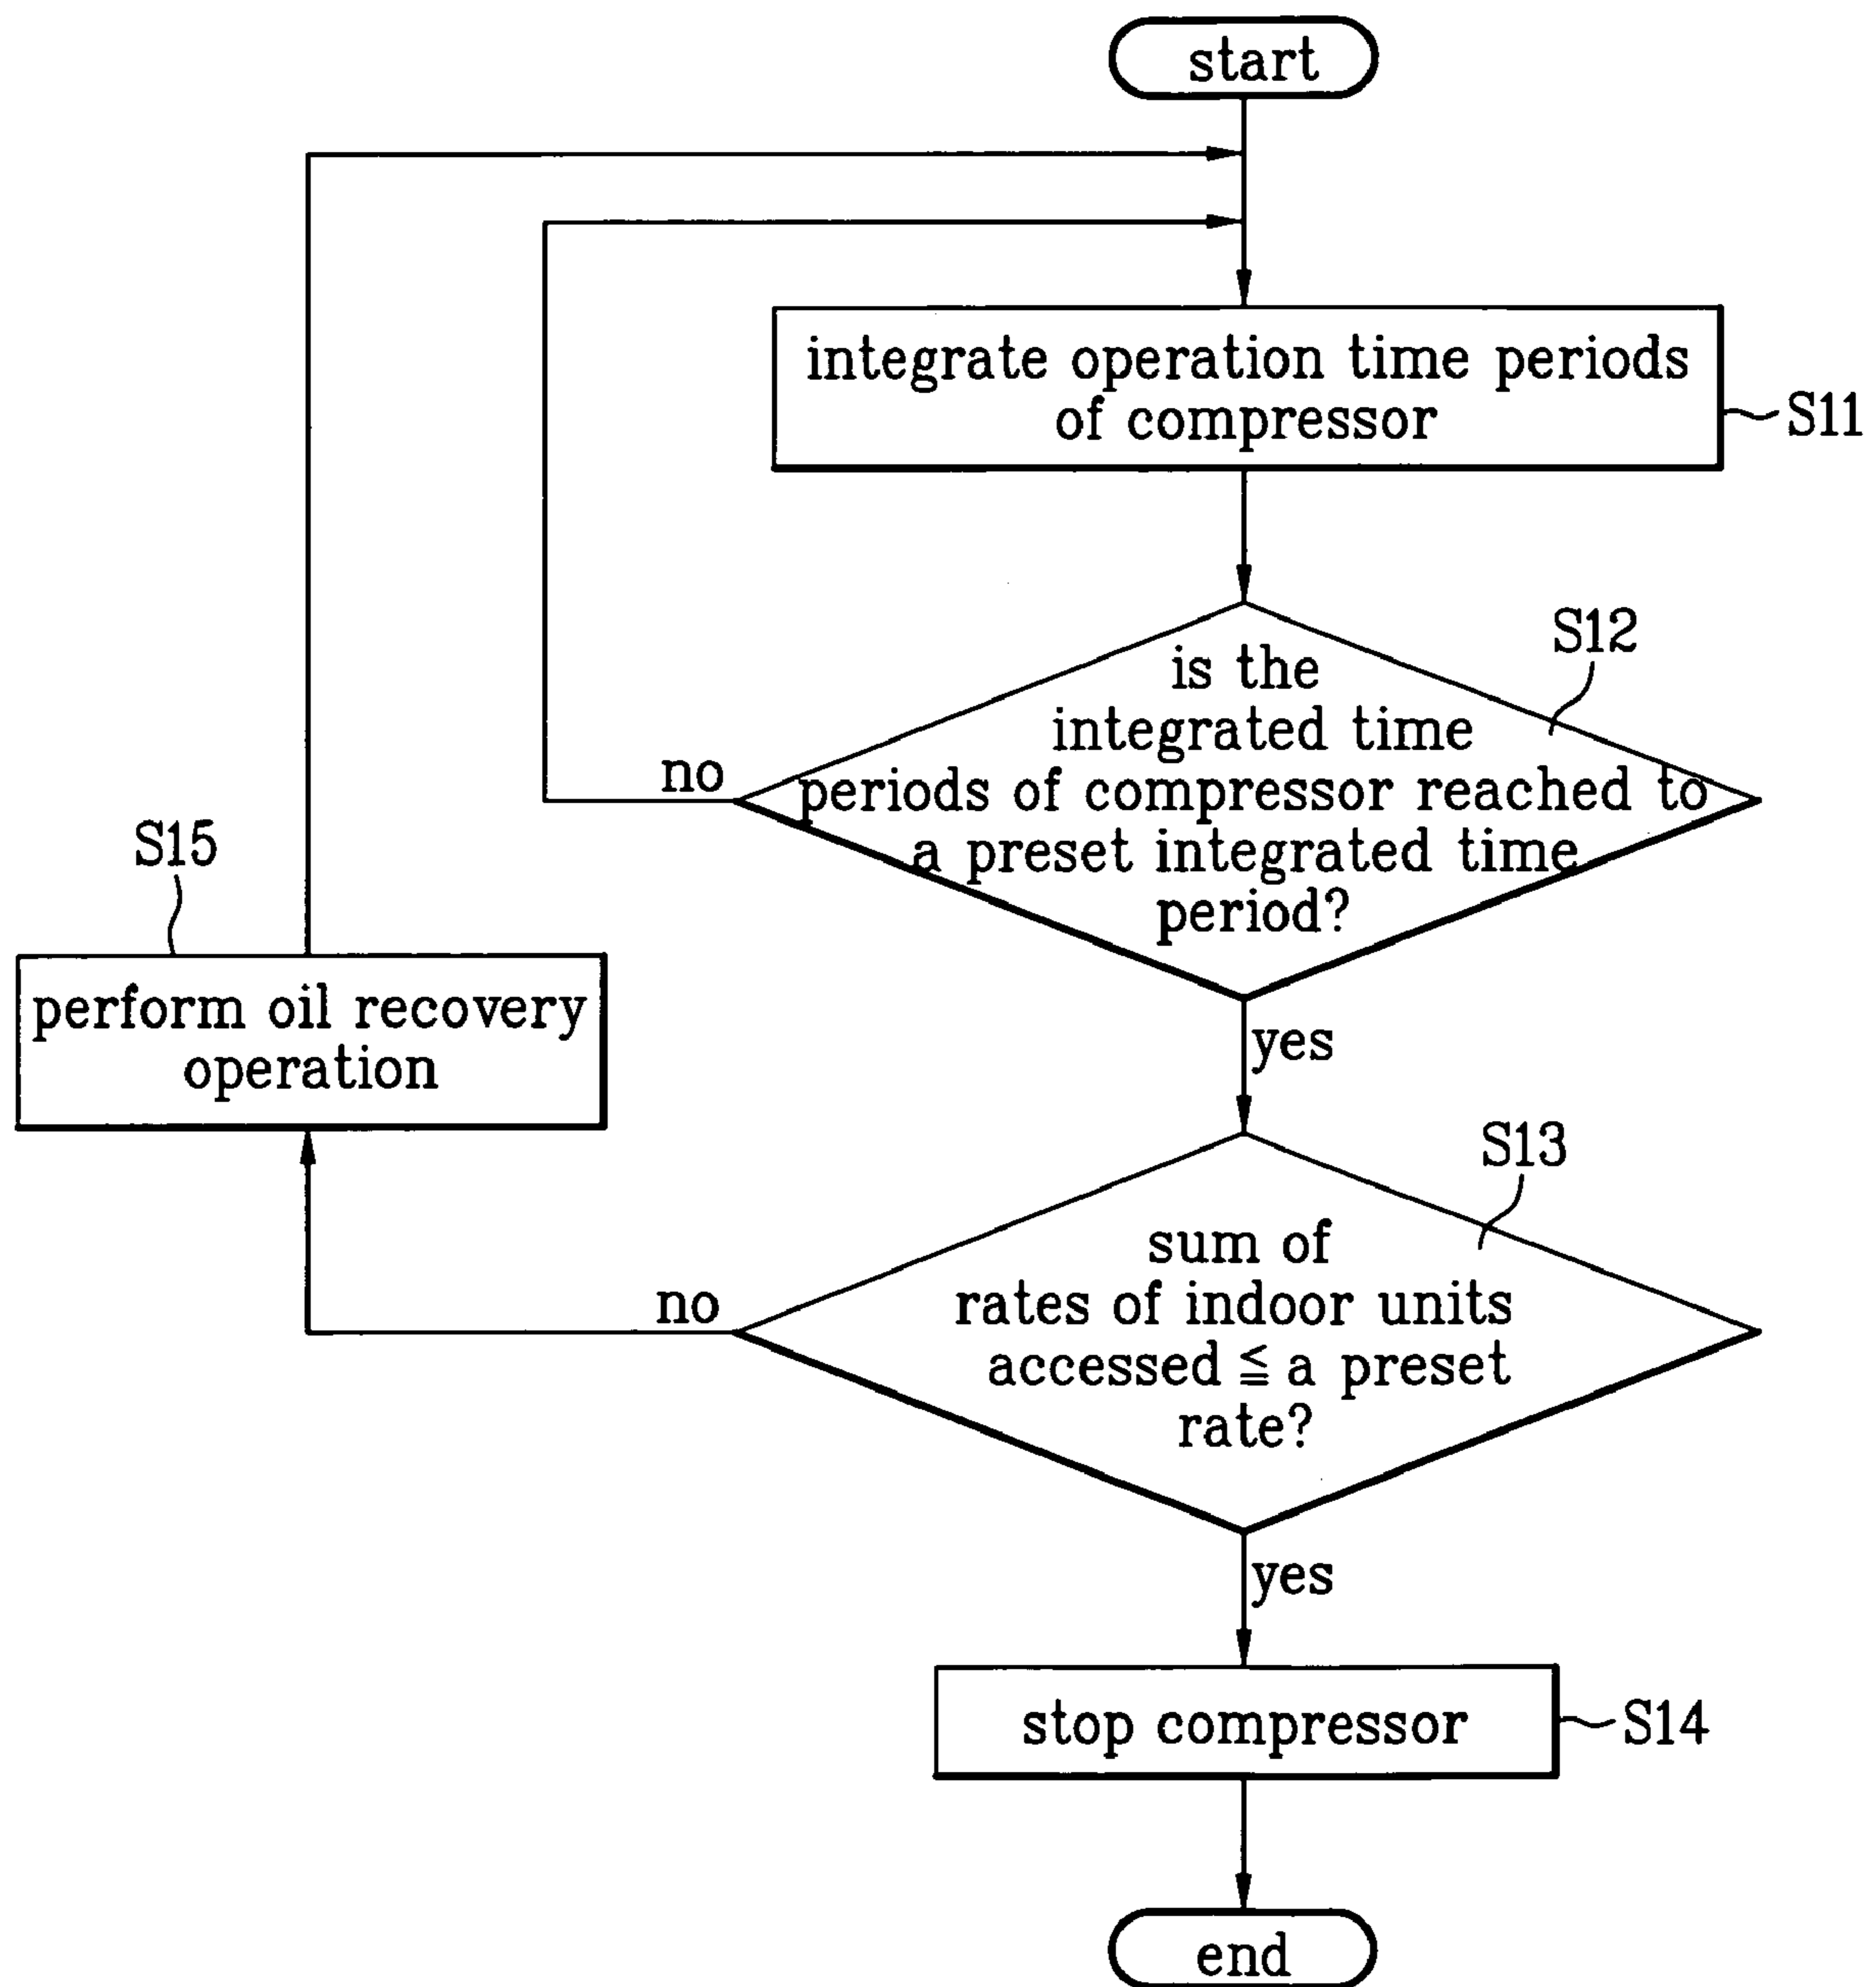 start
integrate operation time periods
of compressor
S11
S12
is the
integrated time
no
periods of compressor reached to
a preset integrated time
period?
S15
perform oil recovery
operation
yes
S13
sum of
rates of indoor units
no
accessed ≦ a preset
rate?
yes
stop compressor
S14
end